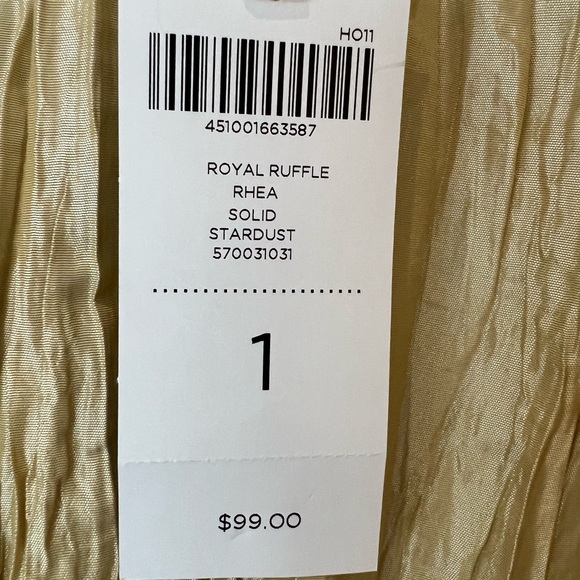 HO11
451001663587
ROYAL RUFFLE
RHEA
SOLID
STARDUST
570031031
1
$99.00